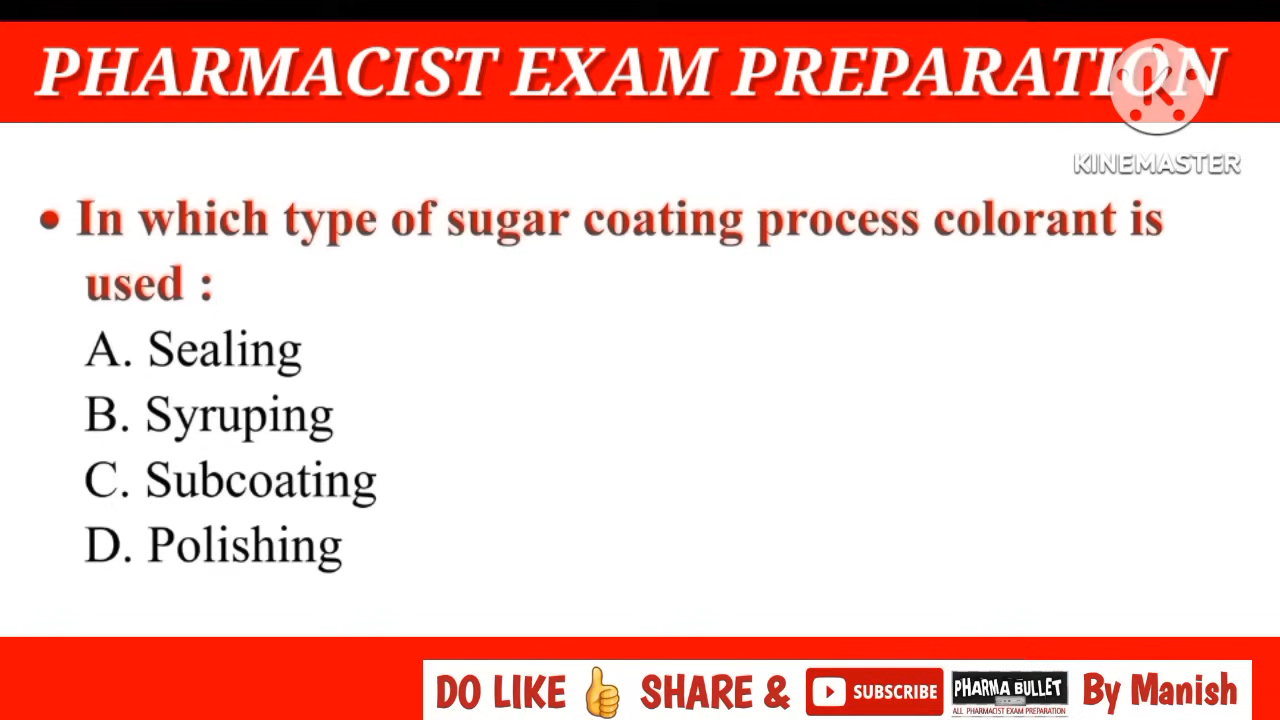 PHARMACIST EXAM PREPARATION
KINEMASTER
• In which type of sugar coating process colorant is
used :
A. Sealing
B. Syruping
C. Subcoating
D. Polishing
DO LIKE 👍 SHARE & SUBSCRIBE PHARMA BULLET By Manish
ALL PHARMACIST EXAM PREPARATION